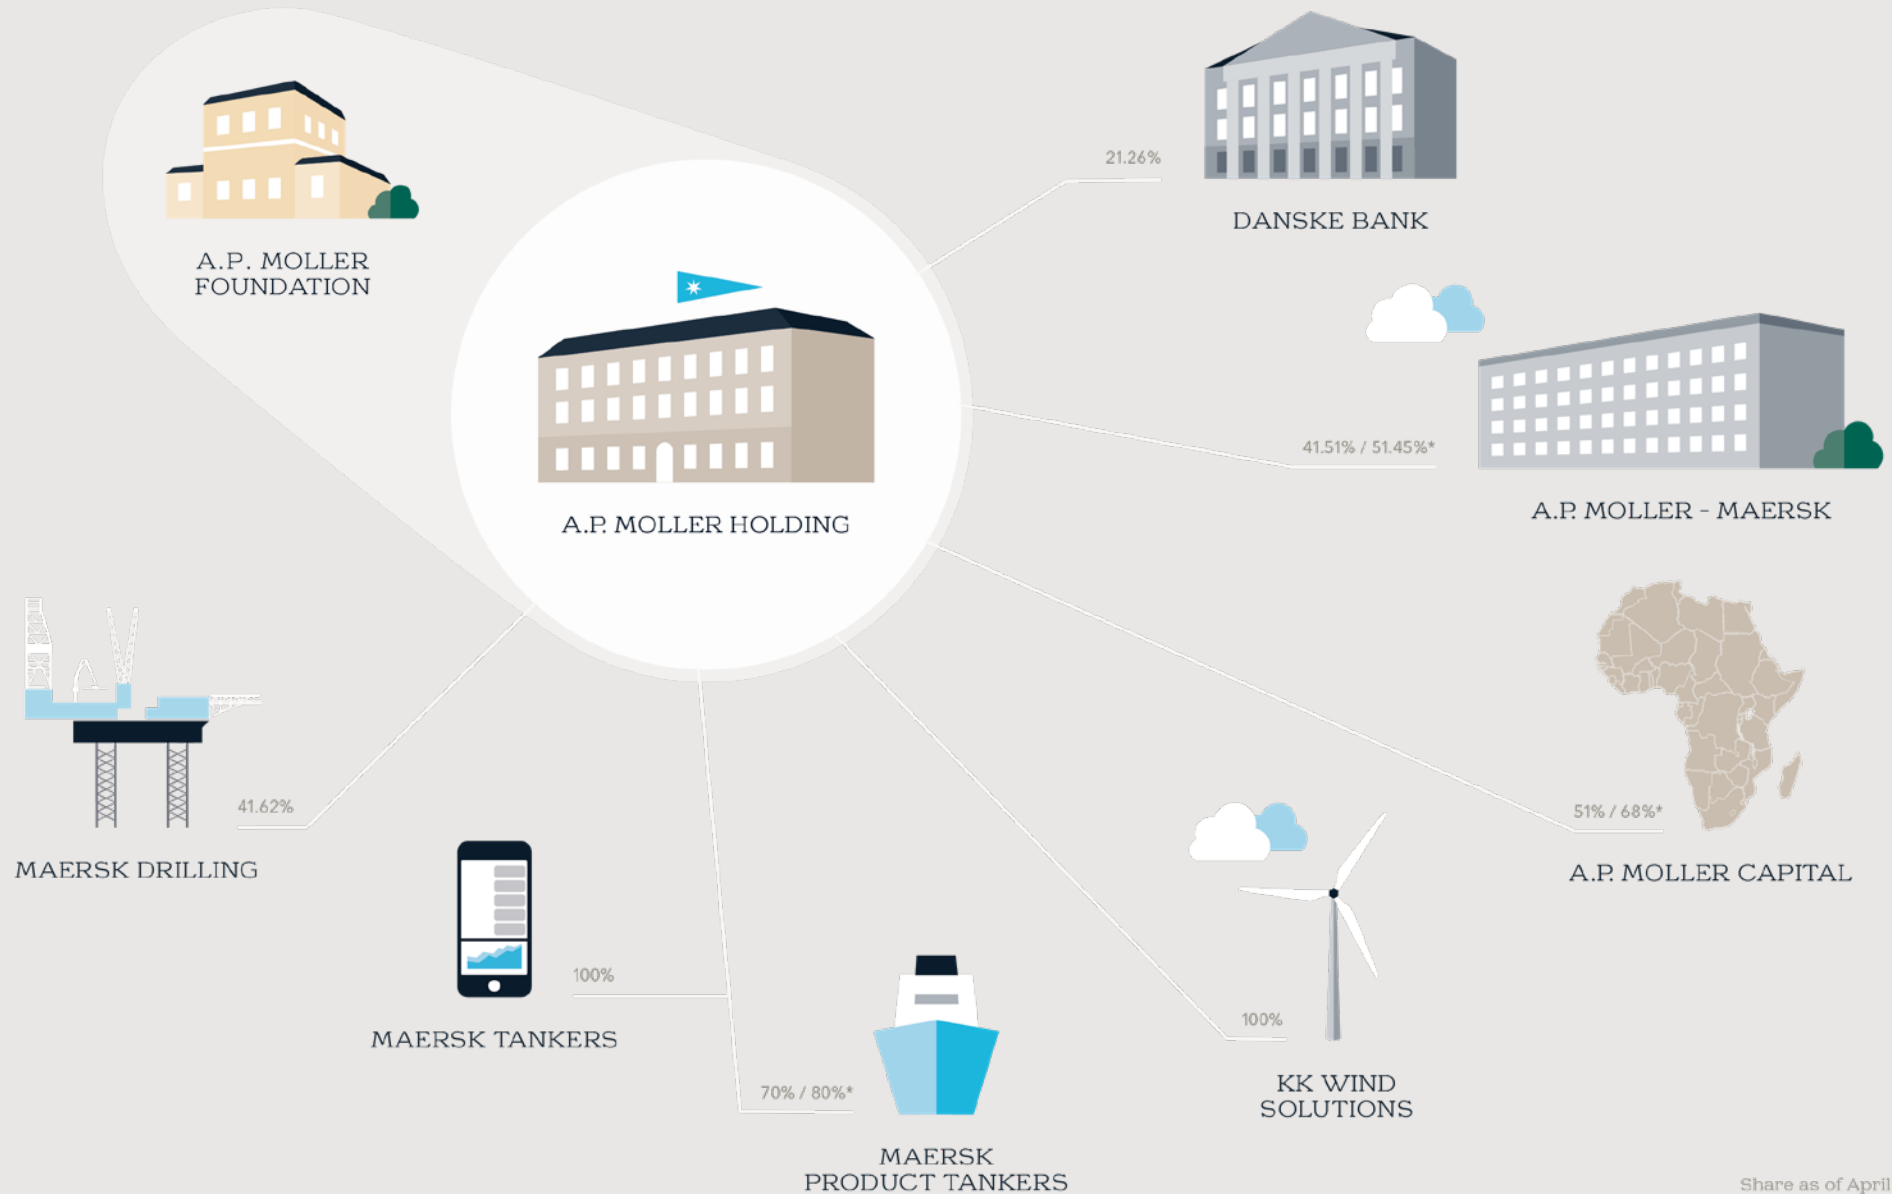 21.26%
DANSKE BANK
A.P. MOLLER
FOUNDATION
41.51% / 51.45%*
A.P. MOLLER - MAERSK
A.P. MOLLER HOLDING
41.62%
MAERSK DRILLING
51% / 68%*
A.P. MOLLER CAPITAL
100%
MAERSK TANKERS
100%
KK WIND
SOLUTIONS
70% / 80%*
MAERSK
PRODUCT TANKERS
Share as of April